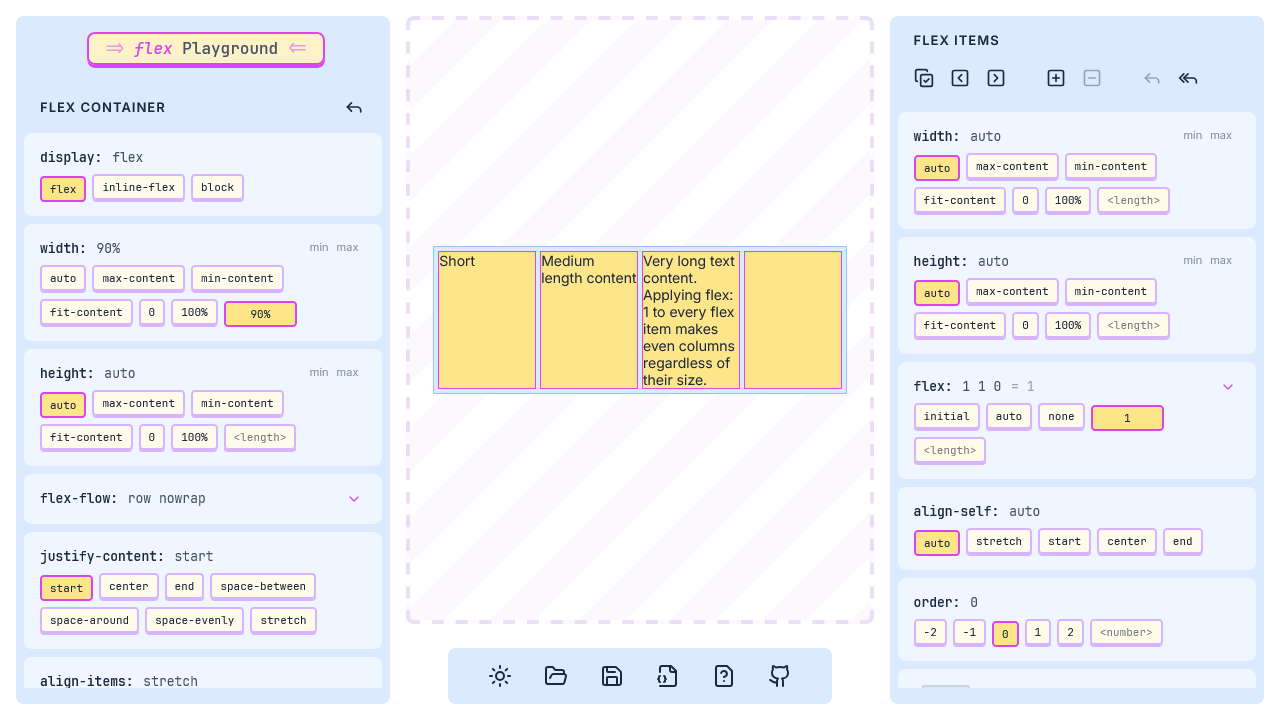 ⇒ flex Playground ⇐
FLEX CONTAINER
display: flex
flex inline-flex block
width: 90% min max
auto max-content min-content
fit-content 0 100% 90%
height: auto min max
auto max-content min-content
fit-content 0 100% <length>
flex-flow: row nowrap
justify-content: start
start center end space-between
space-around space-evenly stretch
align-items: stretch
Short
Medium
length content
Very long text
content.
Applying flex:
1 to every flex
item makes
even columns
regardless of
their size.
FLEX ITEMS
width: auto min max
auto max-content min-content
fit-content 0 100% <length>
height: auto min max
auto max-content min-content
fit-content 0 100% <length>
flex: 1 1 0 = 1
initial auto none 1
<length>
align-self: auto
auto stretch start center end
order: 0
-2 -1 0 1 2 <number>